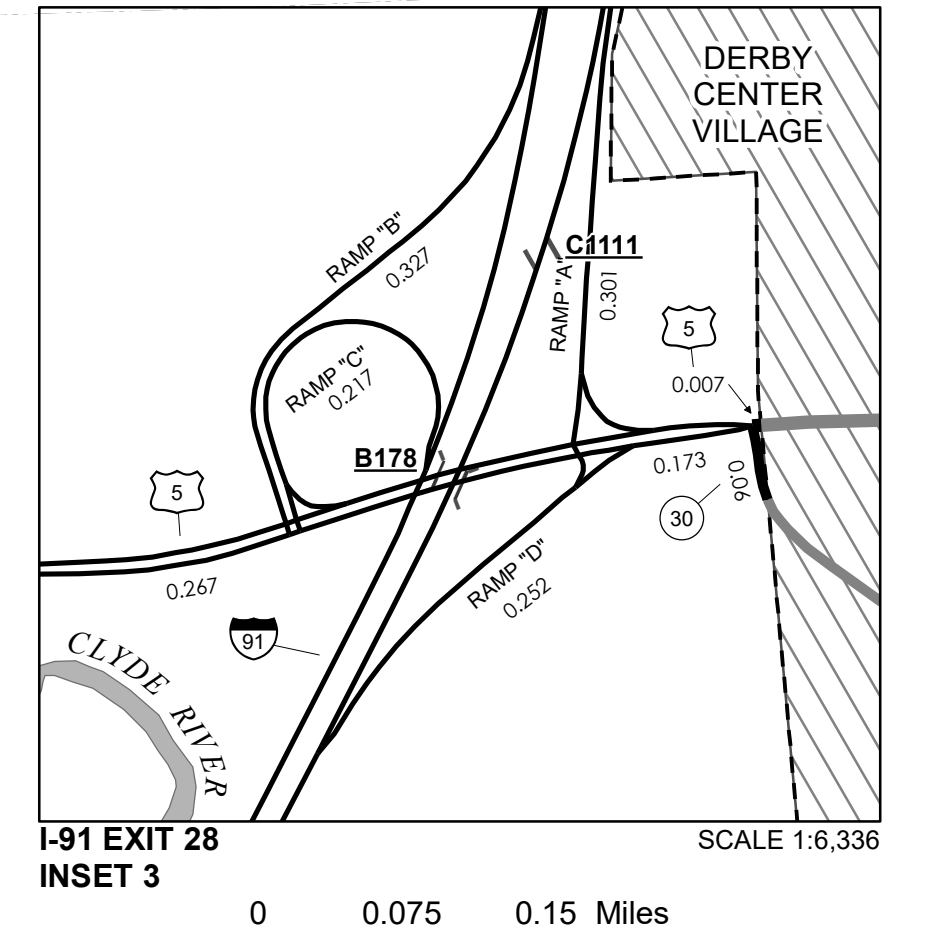 DERBY
CENTER
VILLAGE
RAMP "B"
0.327
C1111
RAMP "A"
0.301
5
0.007
RAMP "C"
0.217
B178
0.173
0.06
5
30
RAMP "D"
0.252
0.267
91
CLYDE RIVER
I-91 EXIT 28
SCALE 1:6,336
INSET 3
0 0.075 0.15 Miles